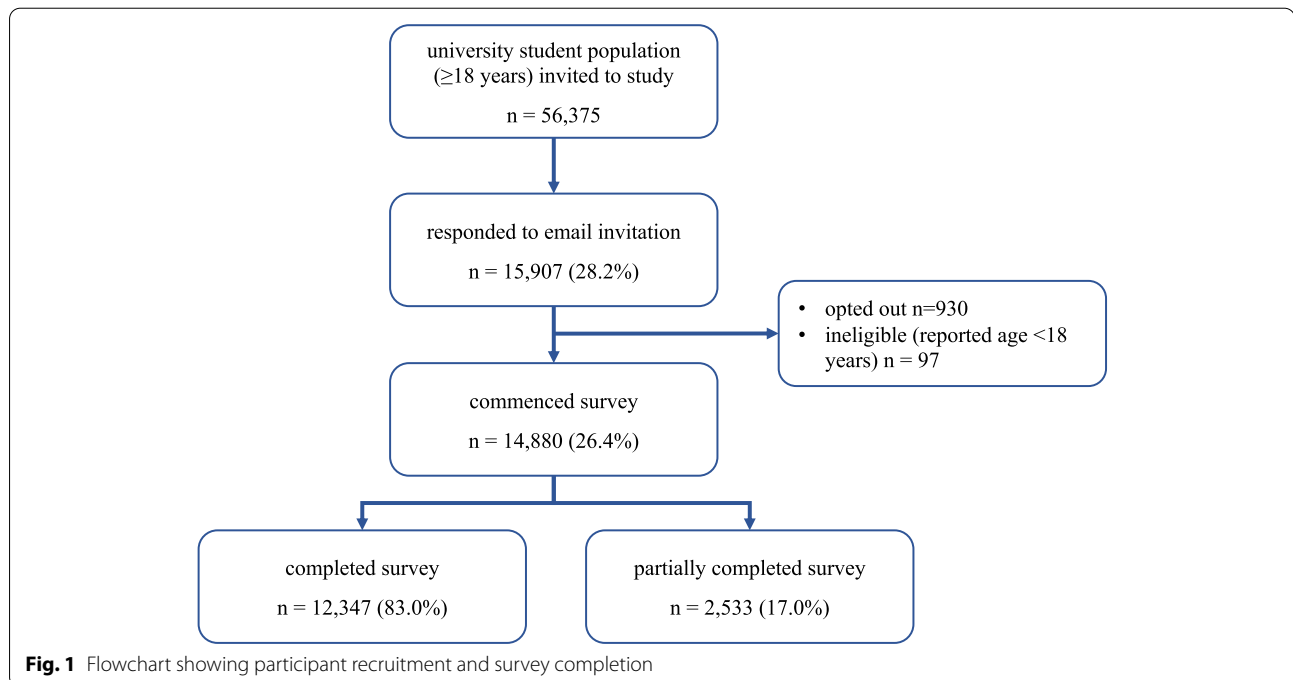 university student population
(≥18 years) invited to study
n = 56,375
responded to email invitation
n = 15,907 (28.2%)
• opted out n=930
• ineligible (reported age <18
years) n = 97
commenced survey
n = 14,880 (26.4%)
completed survey
n = 12,347 (83.0%)
partially completed survey
n = 2,533 (17.0%)
Fig. 1 Flowchart showing participant recruitment and survey completion